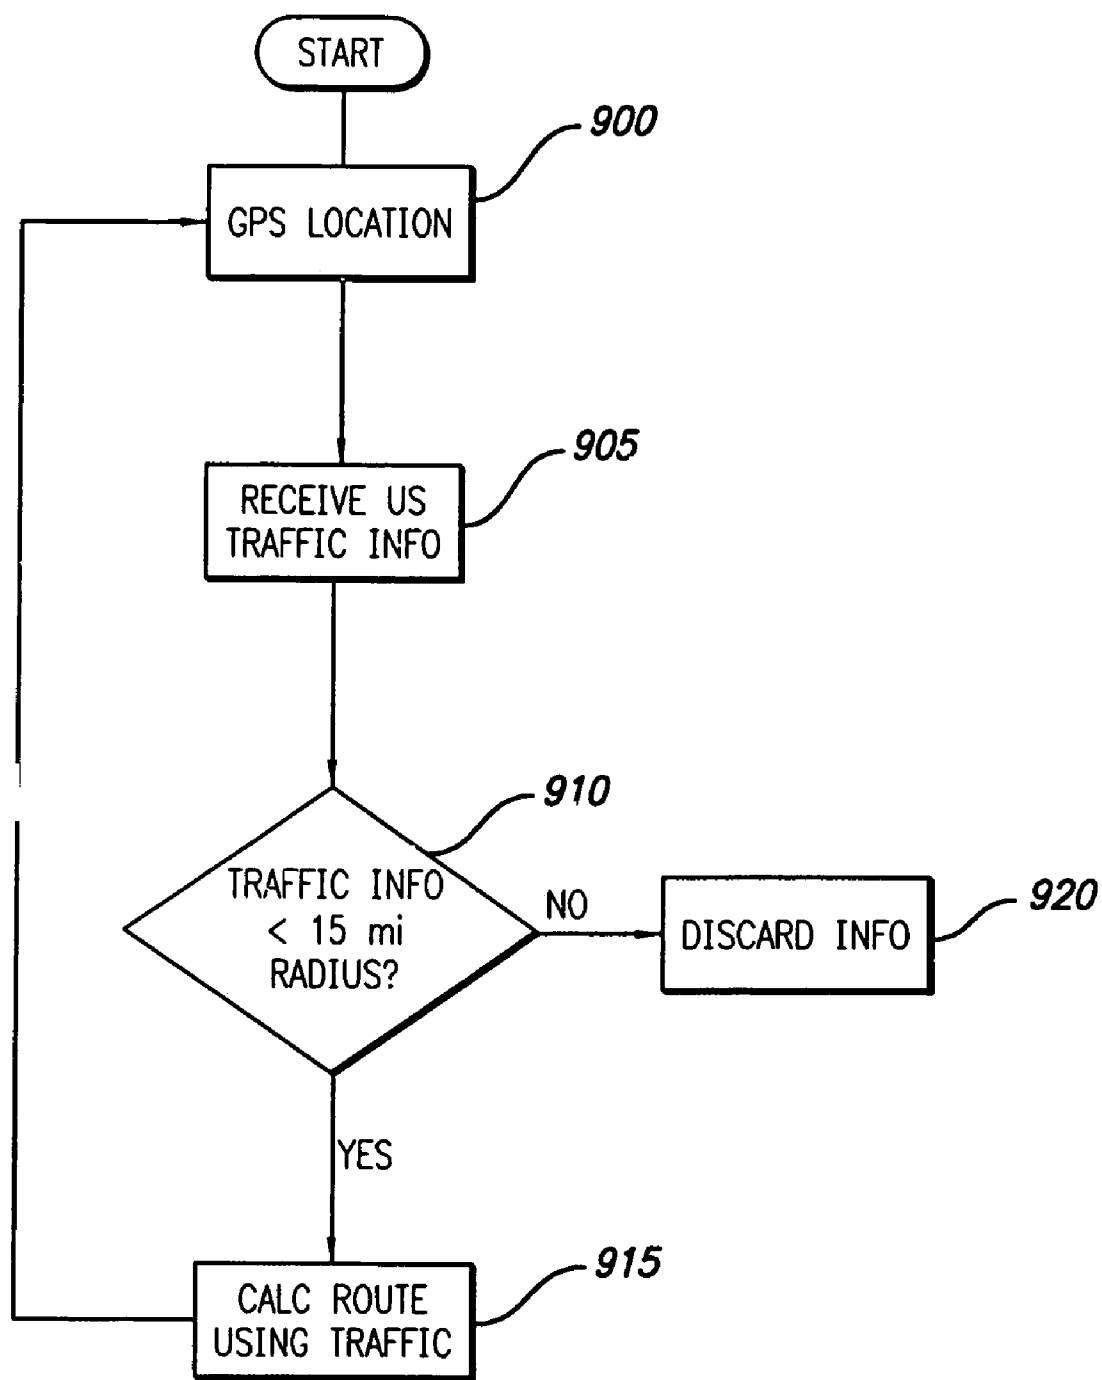 START
900
GPS LOCATION
905
RECEIVE US
TRAFFIC INFO
910
TRAFFIC INFO
< 15 mi
RADIUS?
NO
920
DISCARD INFO
YES
915
CALC ROUTE
USING TRAFFIC